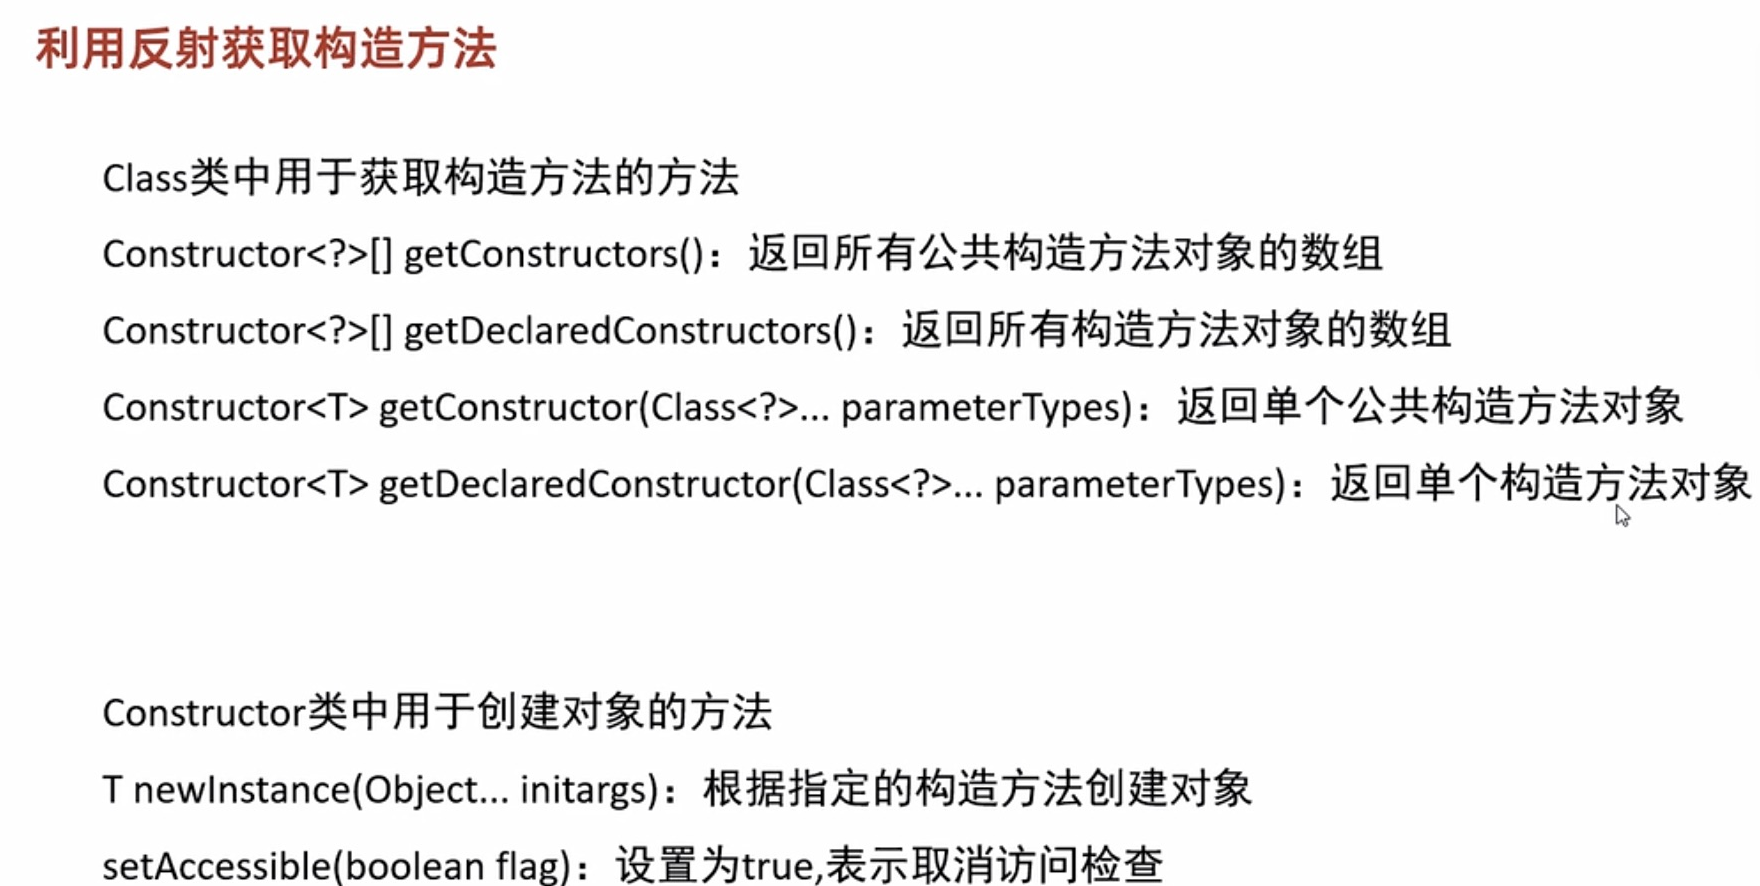 利用反射获取构造方法
Class类中用于获取构造方法的方法
Constructor<?>[] getConstructors()：返回所有公共构造方法对象的数组
Constructor<?>[] getDeclaredConstructors()：返回所有构造方法对象的数组
Constructor<T> getConstructor(Class<?>... parameterTypes)：返回单个公共构造方法对象
Constructor<T> getDeclaredConstructor(Class<?>... parameterTypes)：返回单个构造方法对象
Constructor类中用于创建对象的方法
T newInstance(Object... initargs)：根据指定的构造方法创建对象
setAccessible(boolean flag)：设置为true,表示取消访问检查